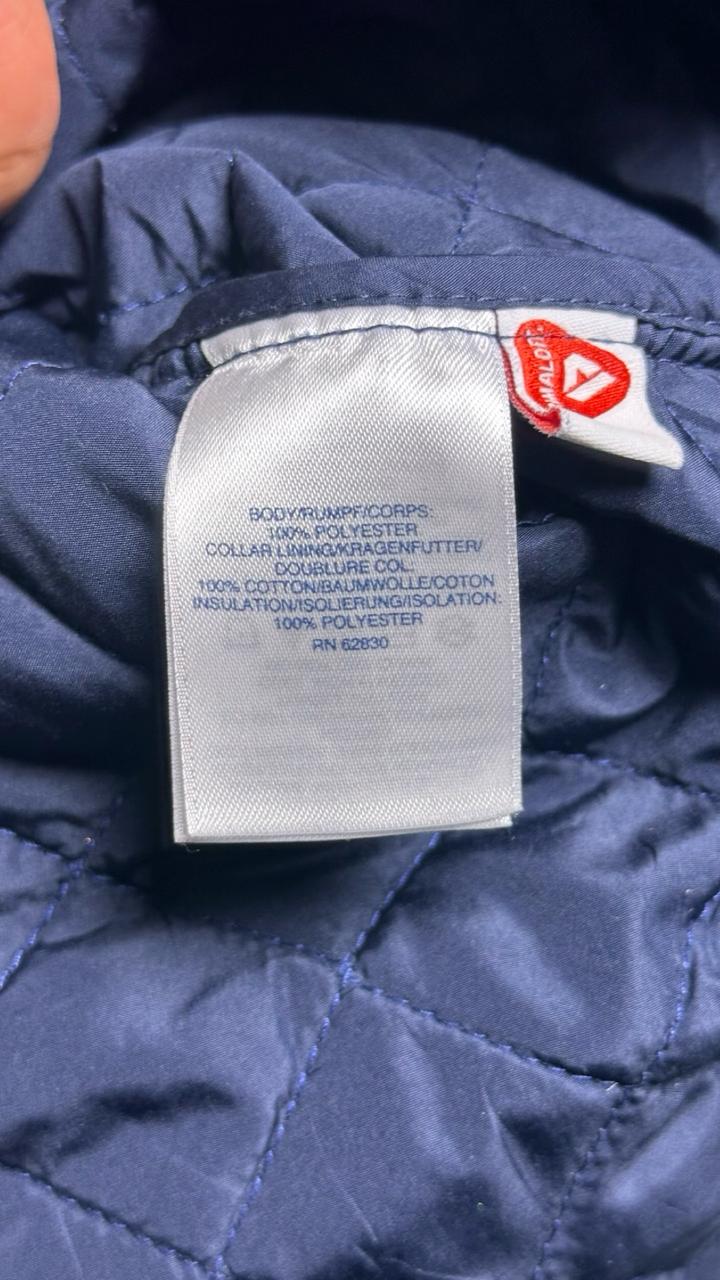 BODY/RUMPF/CORPS:
100% POLYESTER
COLLAR LINING/KRAGENFUTTER/
DOUBLURE COL:
100% COTTON/BAUMWOLLE/COTON
INSULATION/ISOLIERUNG/ISOLATION:
100% POLYESTER
RN 62830